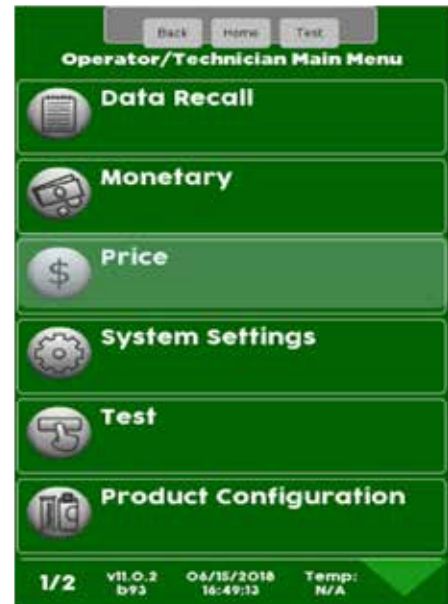 Back Home Test
Operator/Technician Main Menu
Data Recall
Monetary
Price
$
System Settings
Test
Product Configuration
1/2 v11.0.2 06/15/2018 Temp:
b93 16:49:13 N/A